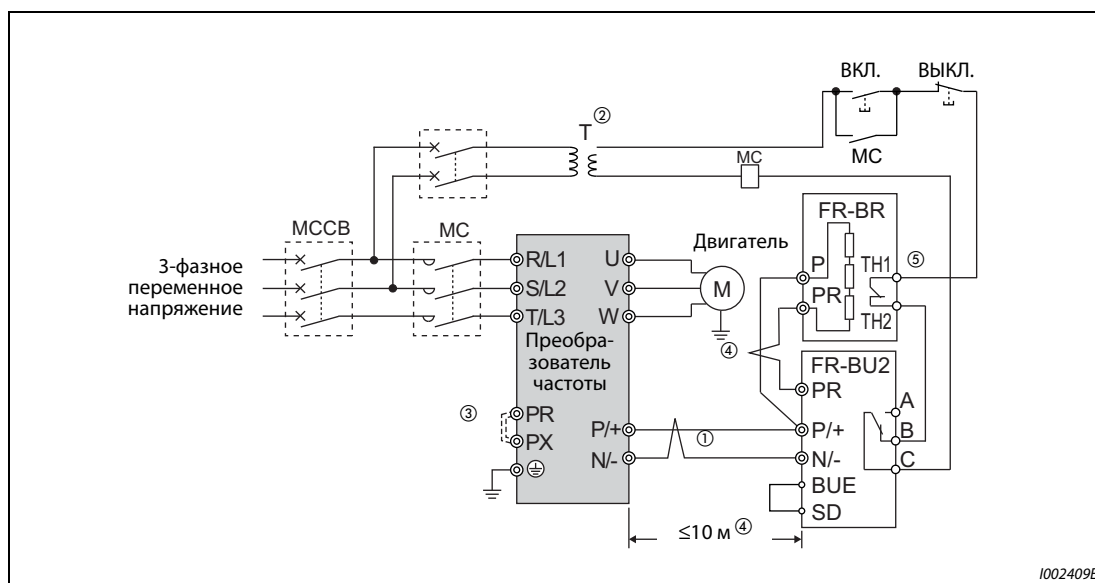 ВКЛ. ВЫКЛ.
T ②
MC
MC
MCCB MC
FR-BR
Двигатель
3-фазное
переменное
напряжение
R/L1 U
S/L2 V
T/L3 W
M
P TH1 ⑤
PR TH2
Преобра-
зователь
частоты
④
FR-BU2
PR A
③ PR
PX
P/+ ① P/+ B
N/- N/- C
BUE
SD
≤10 м ④
I002409E